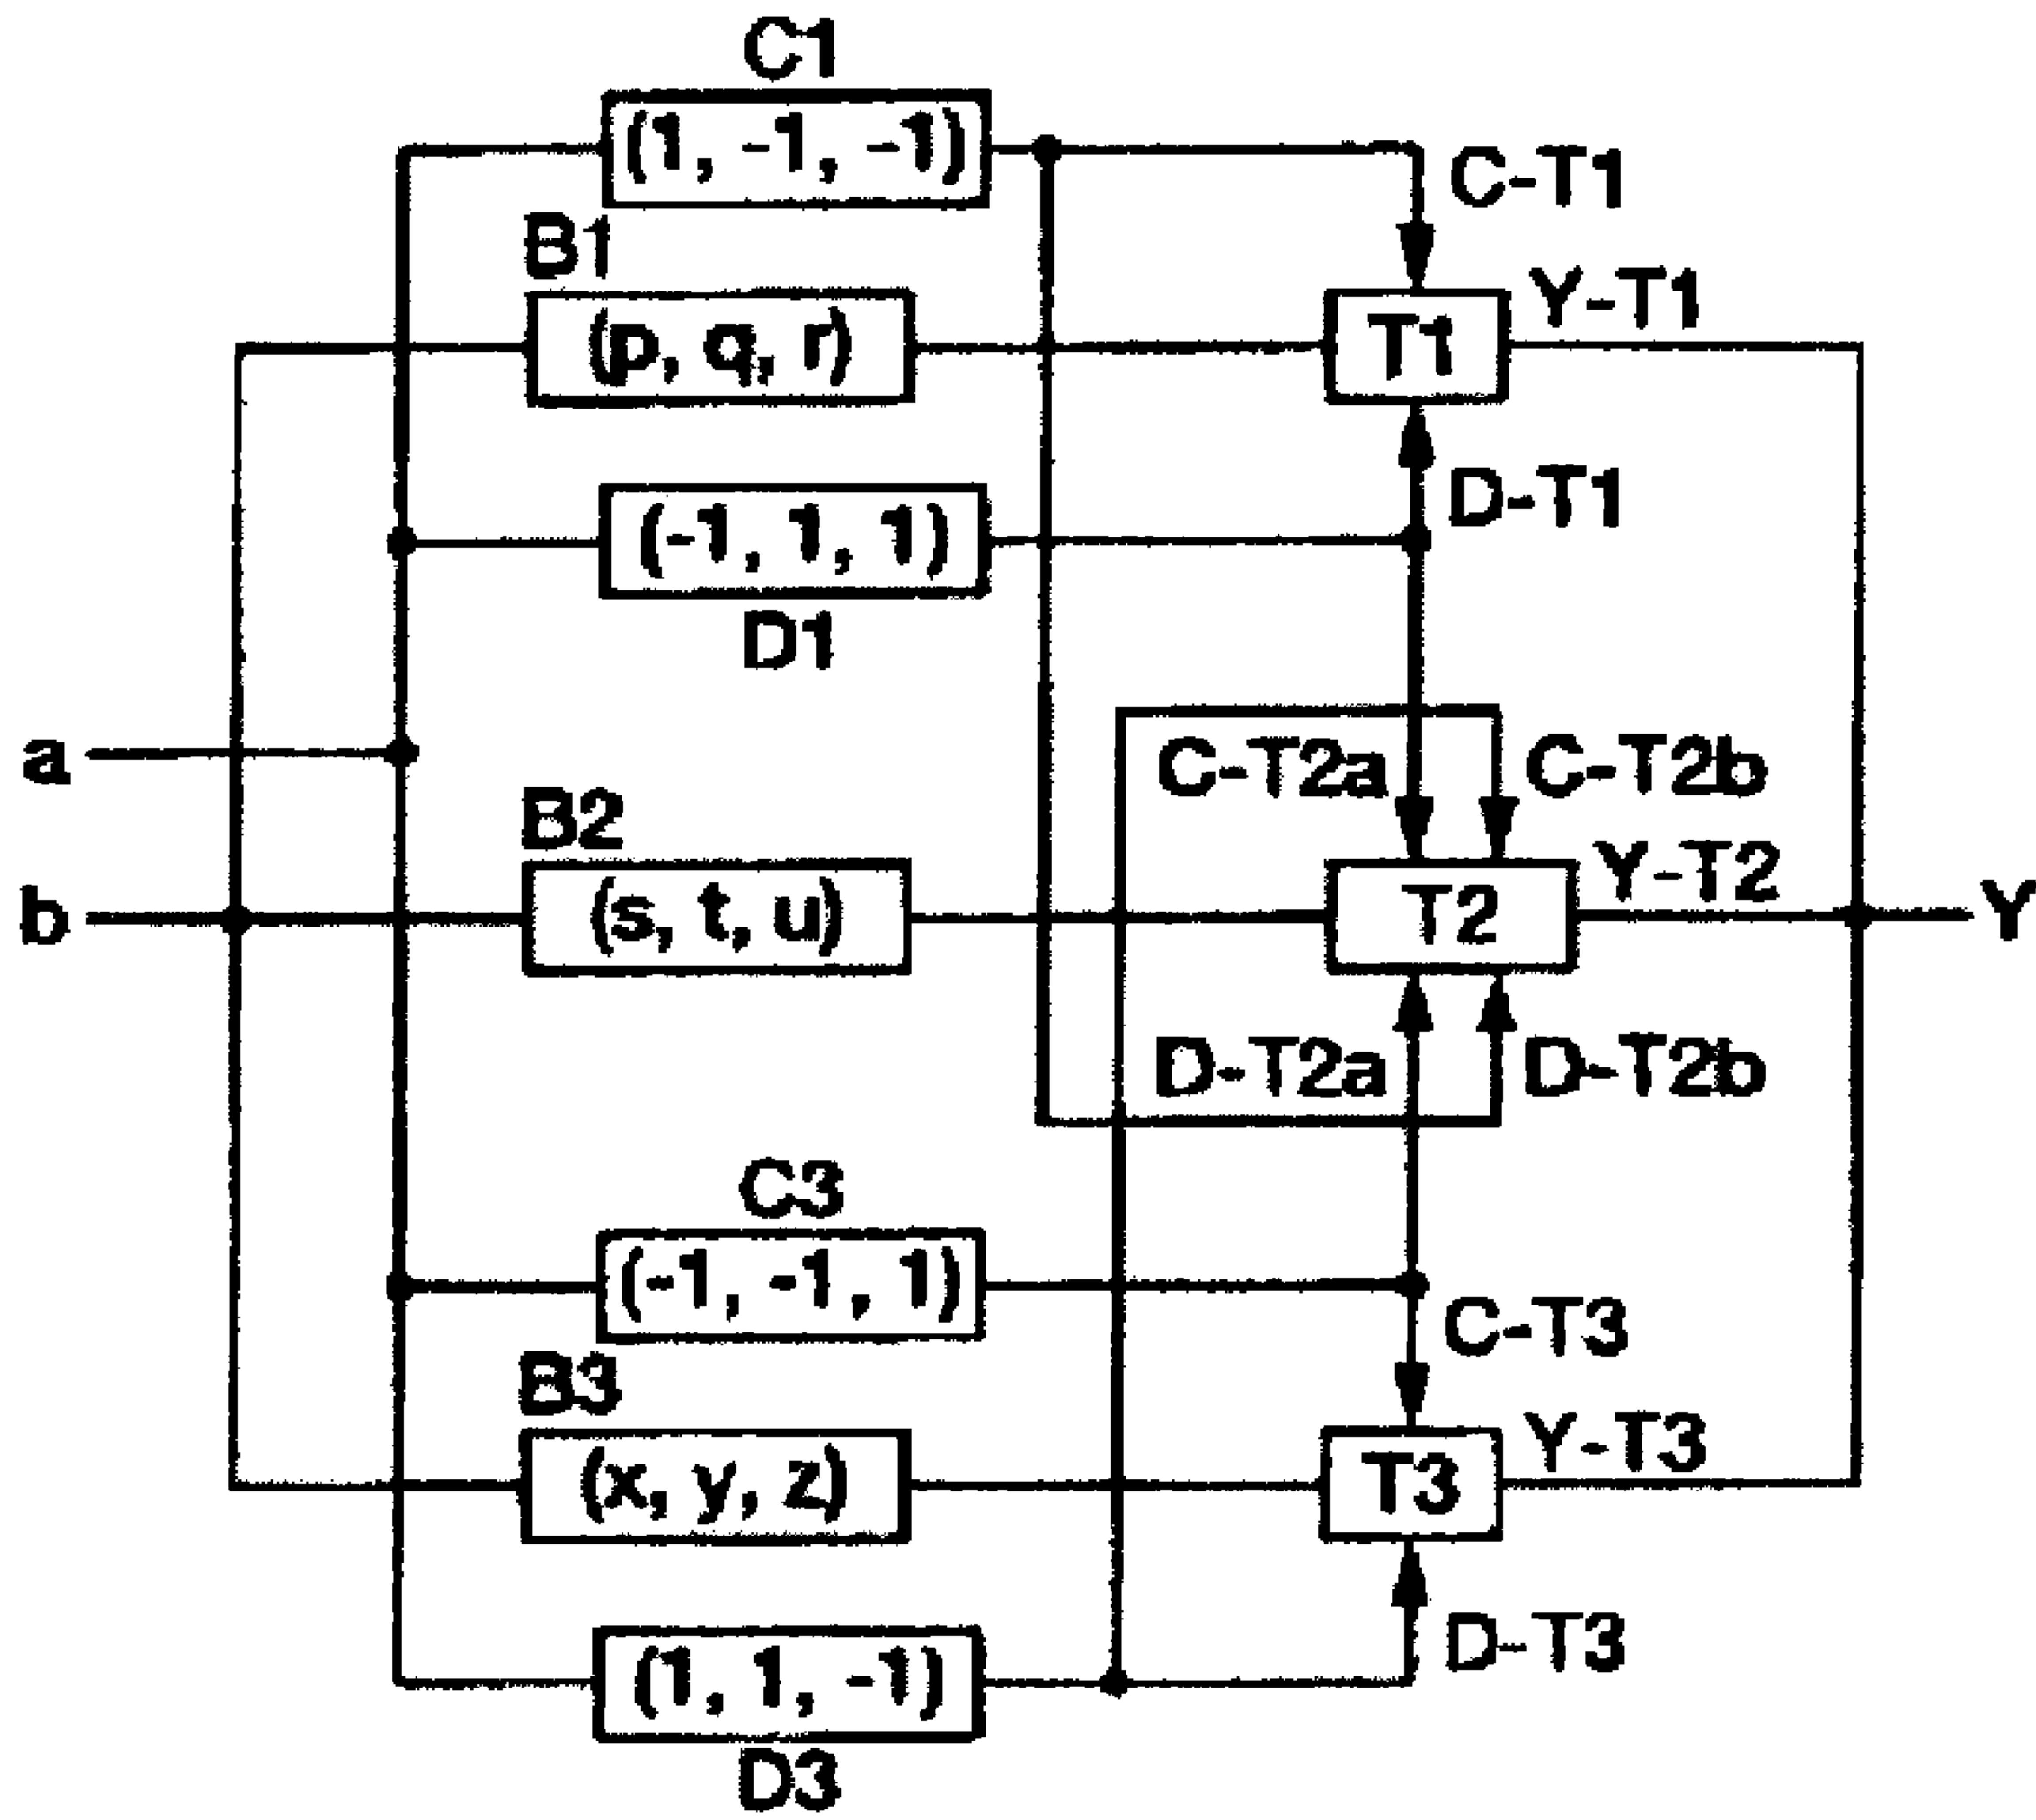 C1
(1, -1, -1)
C-T1
B1
(p, q, r)
T1
Y-T1
D-T1
(-1, 1, 1)
D1
a
C-T2a
C-T2b
B2
b
(s, t, u)
T2
Y-T2
Y
D-T2a
D-T2b
C3
(-1, -1, 1)
C-T3
B3
(x, y, z)
T3
Y-T3
D-T3
(1, 1, -1)
D3